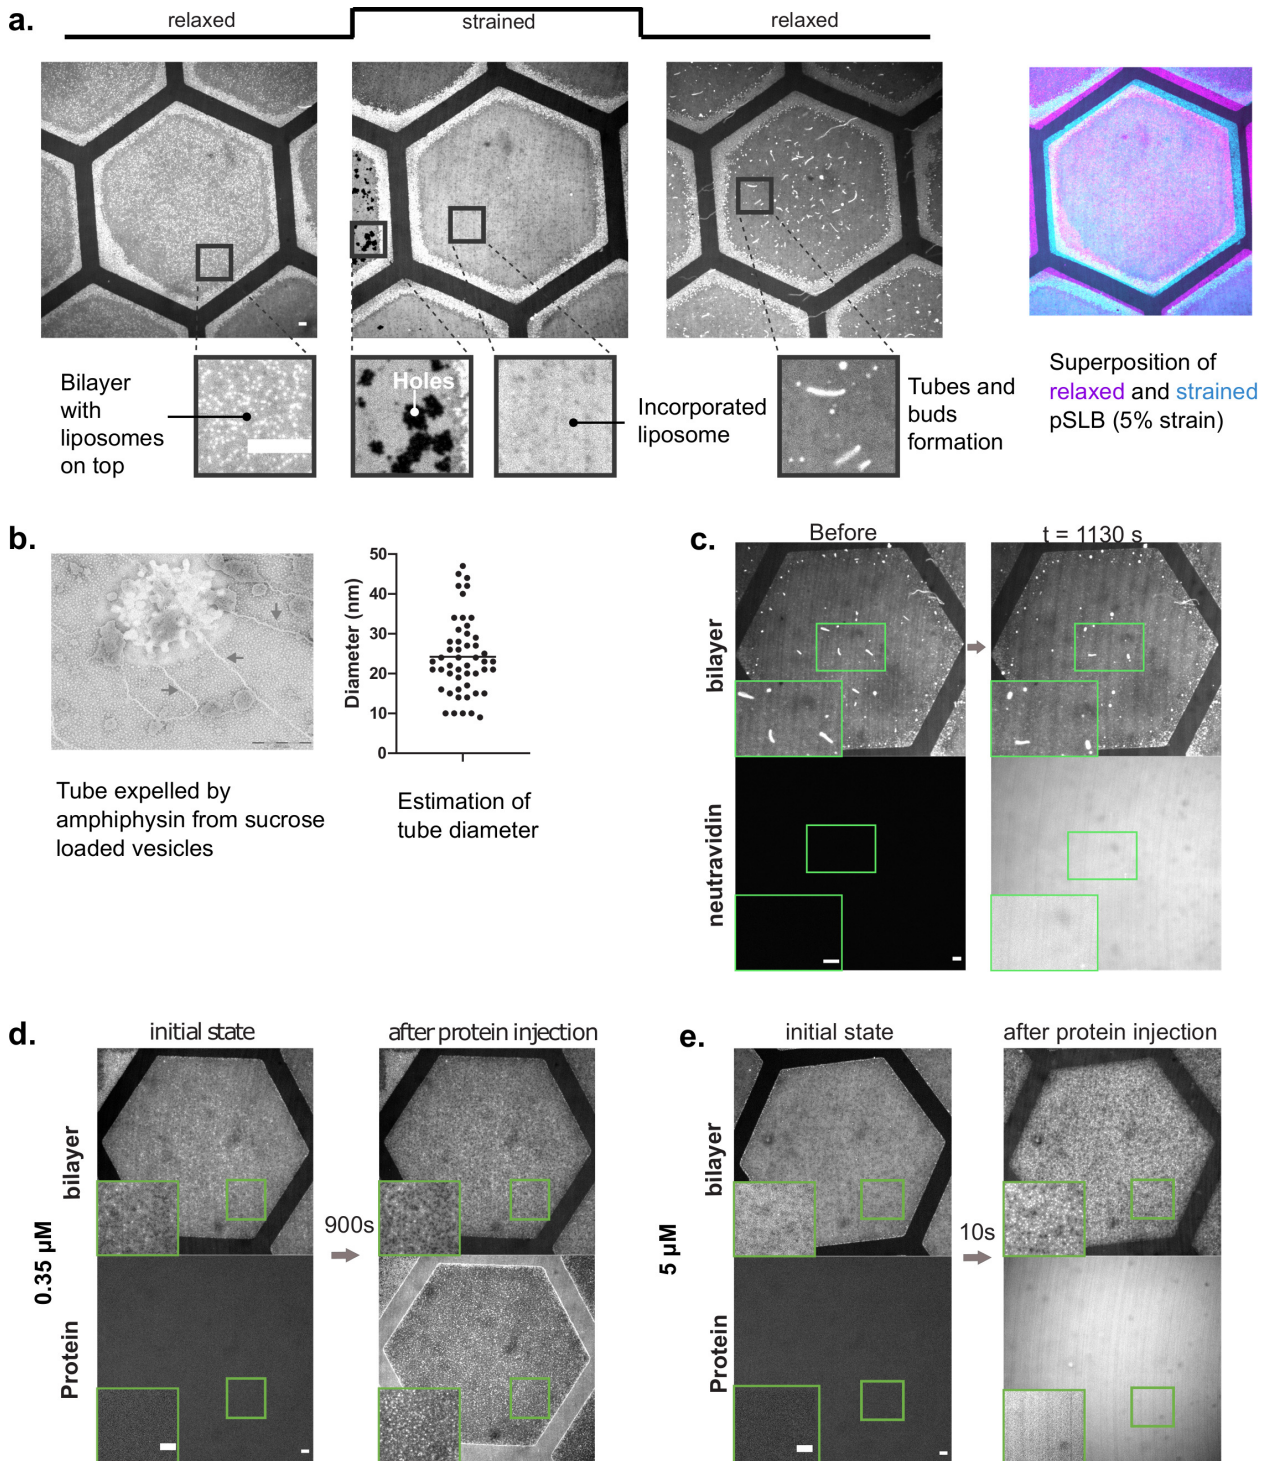 a.
relaxed
strained
relaxed
Holes
Bilayer
with
liposomes
on top
Incorporated
liposome
Tubes and
buds
formation
Superposition of
relaxed and strained
pSLB (5% strain)
b.
50
40
30
20
10
0
Diameter (nm)
Tube expelled by
amphiphysin from sucrose
loaded vesicles
Estimation of
tube diameter
c.
Before
t = 1130 s
bilayer
neutravidin
d.
initial state
after protein injection
bilayer
900s
0.35 µM
Protein
e.
initial state
after protein injection
bilayer
10s
5 µM
Protein